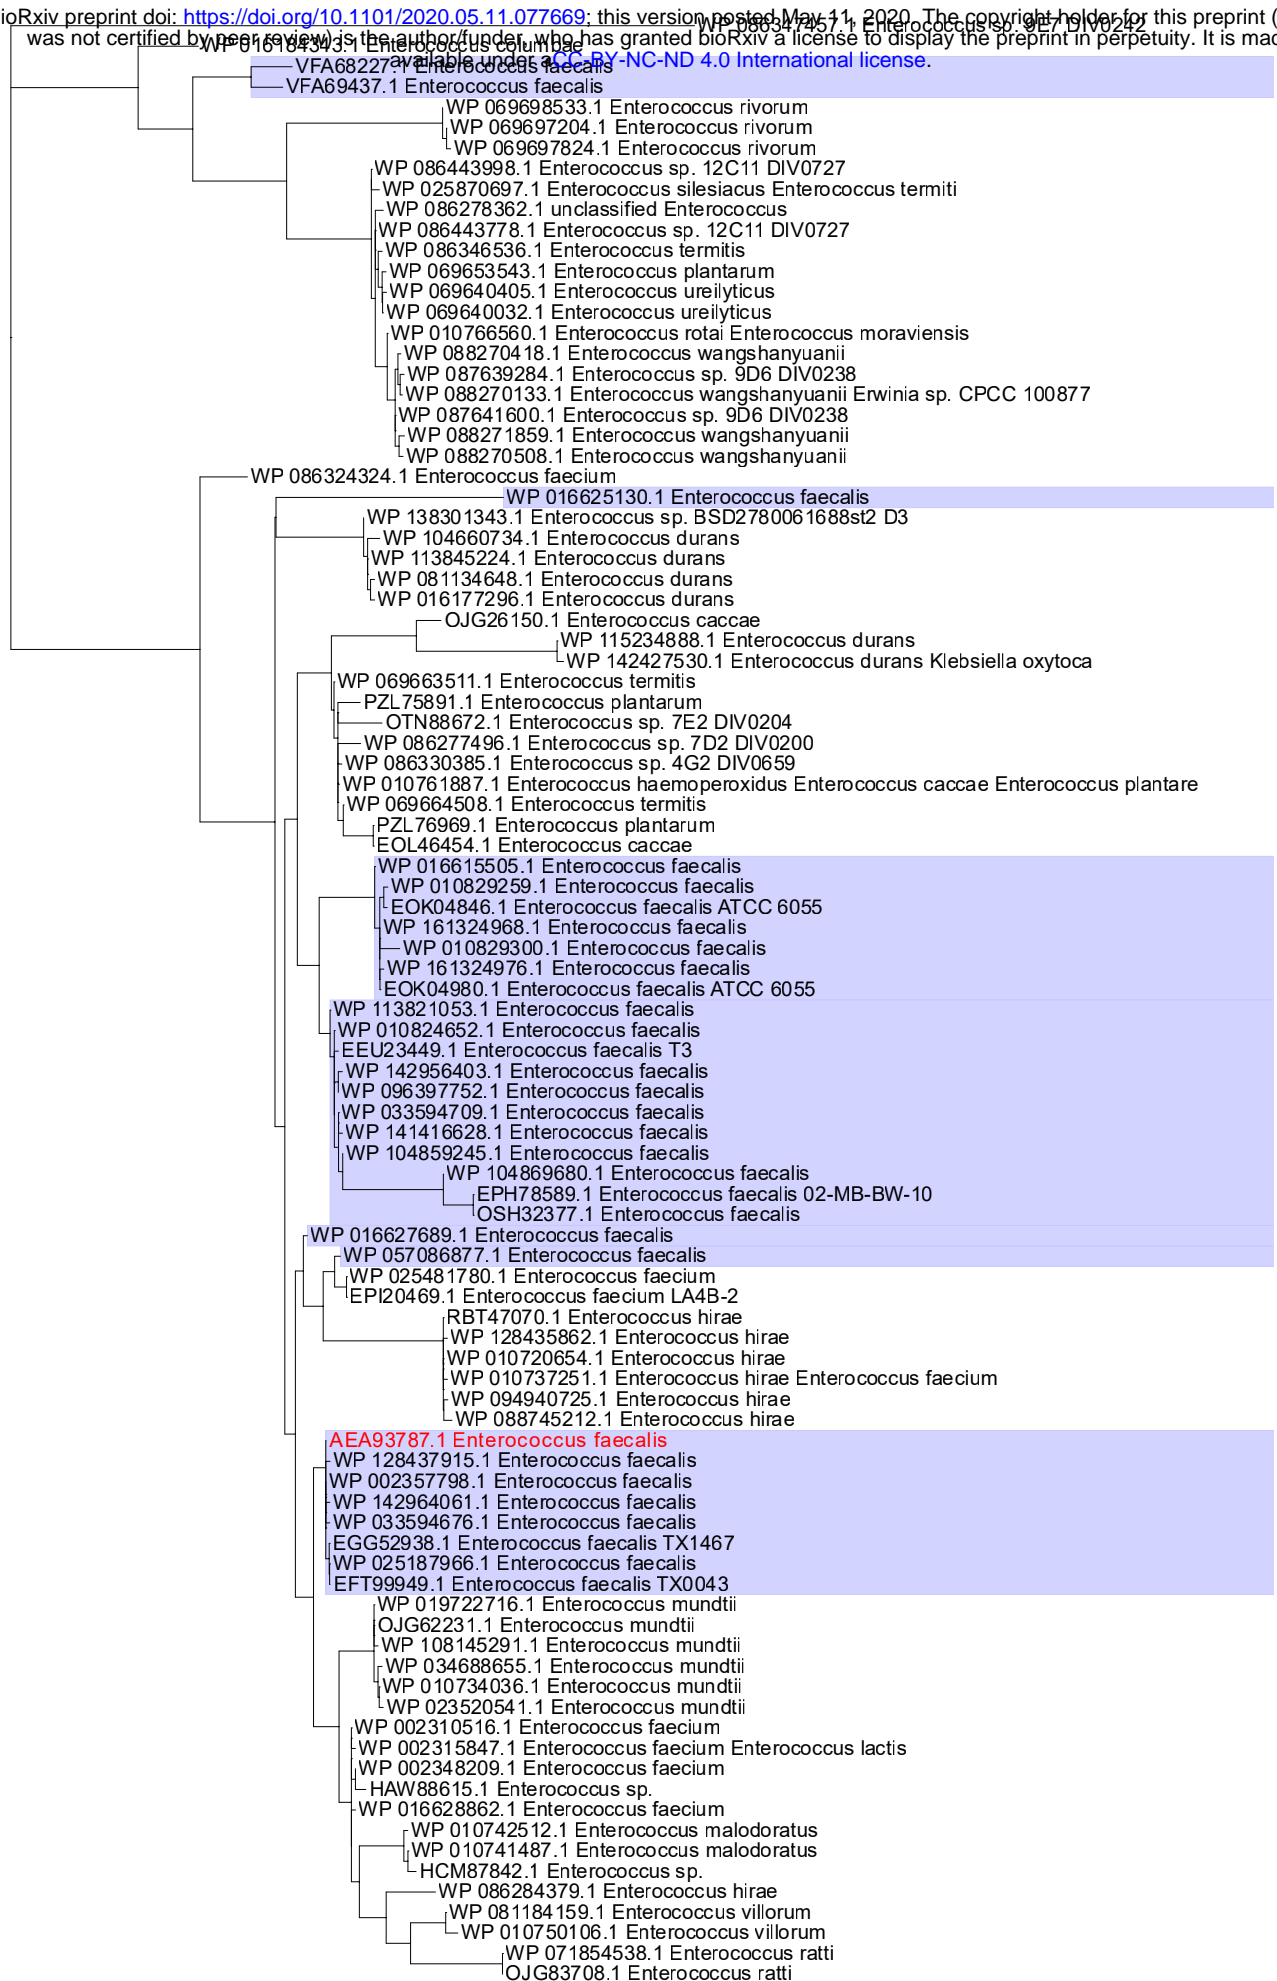 ioRxiv preprint doi: https://doi.org/10.1101/2020.05.11.077669; this version posted May 11, 2020. The copyright holder for this preprint (
WP 086347457.1 Enterococcus sp. 9E7 DIV0242
was not certified by peer review) is the author/funder, who has granted bioRxiv a license to display the preprint in perpetuity. It is mad
WP 016184343.1 Enterococcus columbae
available under aCC-BY-NC-ND 4.0 International license.
VFA68227.1 Enterococcus faecalis
VFA69437.1 Enterococcus faecalis
WP 069698533.1 Enterococcus rivorum
WP 069697204.1 Enterococcus rivorum
WP 069697824.1 Enterococcus rivorum
WP 086443998.1 Enterococcus sp. 12C11 DIV0727
WP 025870697.1 Enterococcus silesiacus Enterococcus termiti
WP 086278362.1 unclassified Enterococcus
WP 086443778.1 Enterococcus sp. 12C11 DIV0727
WP 086346536.1 Enterococcus termitis
WP 069653543.1 Enterococcus plantarum
WP 069640405.1 Enterococcus ureilyticus
WP 069640032.1 Enterococcus ureilyticus
WP 010766560.1 Enterococcus rotai Enterococcus moraviensis
WP 088270418.1 Enterococcus wangshanyuanii
WP 087639284.1 Enterococcus sp. 9D6 DIV0238
WP 088270133.1 Enterococcus wangshanyuanii Erwinia sp. CPCC 100877
WP 087641600.1 Enterococcus sp. 9D6 DIV0238
WP 088271859.1 Enterococcus wangshanyuanii
WP 088270508.1 Enterococcus wangshanyuanii
WP 086324324.1 Enterococcus faecium
WP 016625130.1 Enterococcus faecalis
WP 138301343.1 Enterococcus sp. BSD2780061688st2 D3
WP 104660734.1 Enterococcus durans
WP 113845224.1 Enterococcus durans
WP 081134648.1 Enterococcus durans
WP 016177296.1 Enterococcus durans
OJG26150.1 Enterococcus caccae
WP 115234888.1 Enterococcus durans
WP 142427530.1 Enterococcus durans Klebsiella oxytoca
WP 069663511.1 Enterococcus termitis
PZL75891.1 Enterococcus plantarum
OTN88672.1 Enterococcus sp. 7E2 DIV0204
WP 086277496.1 Enterococcus sp. 7D2 DIV0200
WP 086330385.1 Enterococcus sp. 4G2 DIV0659
WP 010761887.1 Enterococcus haemoperoxidus Enterococcus caccae Enterococcus plantare
WP 069664508.1 Enterococcus termitis
PZL76969.1 Enterococcus plantarum
EOL46454.1 Enterococcus caccae
WP 016615505.1 Enterococcus faecalis
WP 010829259.1 Enterococcus faecalis
EOK04846.1 Enterococcus faecalis ATCC 6055
WP 161324968.1 Enterococcus faecalis
WP 010829300.1 Enterococcus faecalis
WP 161324976.1 Enterococcus faecalis
EOK04980.1 Enterococcus faecalis ATCC 6055
WP 113821053.1 Enterococcus faecalis
WP 010824652.1 Enterococcus faecalis
EEU23449.1 Enterococcus faecalis T3
WP 142956403.1 Enterococcus faecalis
WP 096397752.1 Enterococcus faecalis
WP 033594709.1 Enterococcus faecalis
WP 141416628.1 Enterococcus faecalis
WP 104859245.1 Enterococcus faecalis
WP 104869680.1 Enterococcus faecalis
EPH78589.1 Enterococcus faecalis 02-MB-BW-10
OSH32377.1 Enterococcus faecalis
WP 016627689.1 Enterococcus faecalis
WP 057086877.1 Enterococcus faecalis
WP 025481780.1 Enterococcus faecium
EPI20469.1 Enterococcus faecium LA4B-2
RBT47070.1 Enterococcus hirae
WP 128435862.1 Enterococcus hirae
WP 010720654.1 Enterococcus hirae
WP 010737251.1 Enterococcus hirae Enterococcus faecium
WP 094940725.1 Enterococcus hirae
WP 088745212.1 Enterococcus hirae
AEA93787.1 Enterococcus faecalis
WP 128437915.1 Enterococcus faecalis
WP 002357798.1 Enterococcus faecalis
WP 142964061.1 Enterococcus faecalis
WP 033594676.1 Enterococcus faecalis
EGG52938.1 Enterococcus faecalis TX1467
WP 025187966.1 Enterococcus faecalis
EFT99949.1 Enterococcus faecalis TX0043
WP 019722716.1 Enterococcus mundtii
OJG62231.1 Enterococcus mundtii
WP 108145291.1 Enterococcus mundtii
WP 034688655.1 Enterococcus mundtii
WP 010734036.1 Enterococcus mundtii
WP 023520541.1 Enterococcus mundtii
WP 002310516.1 Enterococcus faecium
WP 002315847.1 Enterococcus faecium Enterococcus lactis
WP 002348209.1 Enterococcus faecium
HAW88615.1 Enterococcus sp.
WP 016628862.1 Enterococcus faecium
WP 010742512.1 Enterococcus malodoratus
WP 010741487.1 Enterococcus malodoratus
HCM87842.1 Enterococcus sp.
WP 086284379.1 Enterococcus hirae
WP 081184159.1 Enterococcus villorum
WP 010750106.1 Enterococcus villorum
WP 071854538.1 Enterococcus ratti
OJG83708.1 Enterococcus ratti